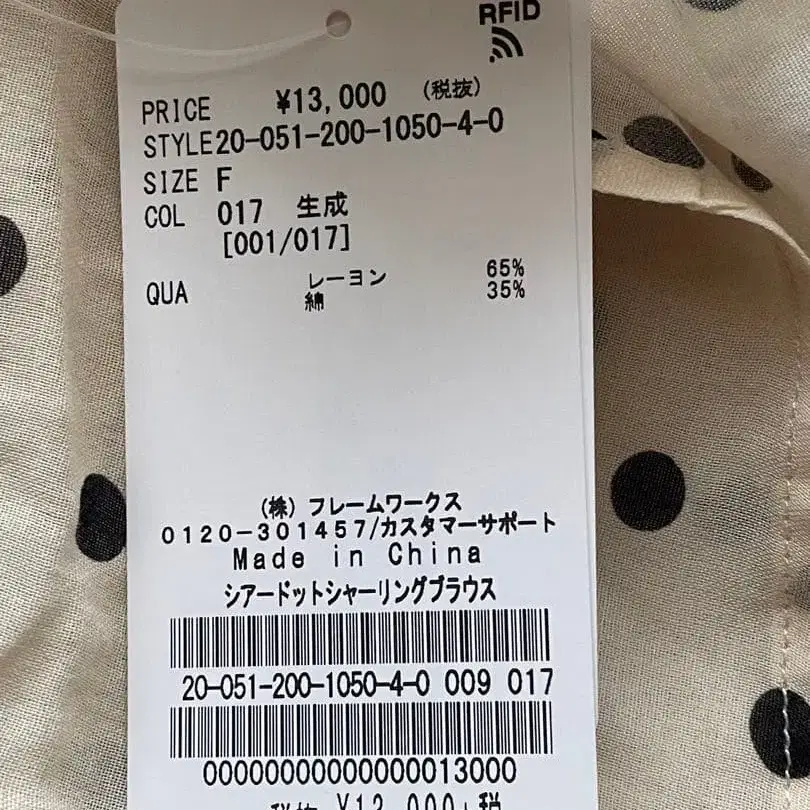 RFID
PRICE ¥13,000 (税抜)
STYLE 20-051-200-1050-4-0
SIZE F
COL 017 生成
[001/017]
QUA レーヨン 65%
綿 35%
(株) フレームワークス
0120-301457/カスタマーサポート
Made in China
シアードットシャーリングブラウス
20-051-200-1050-4-0 009 017
00000000000000013000